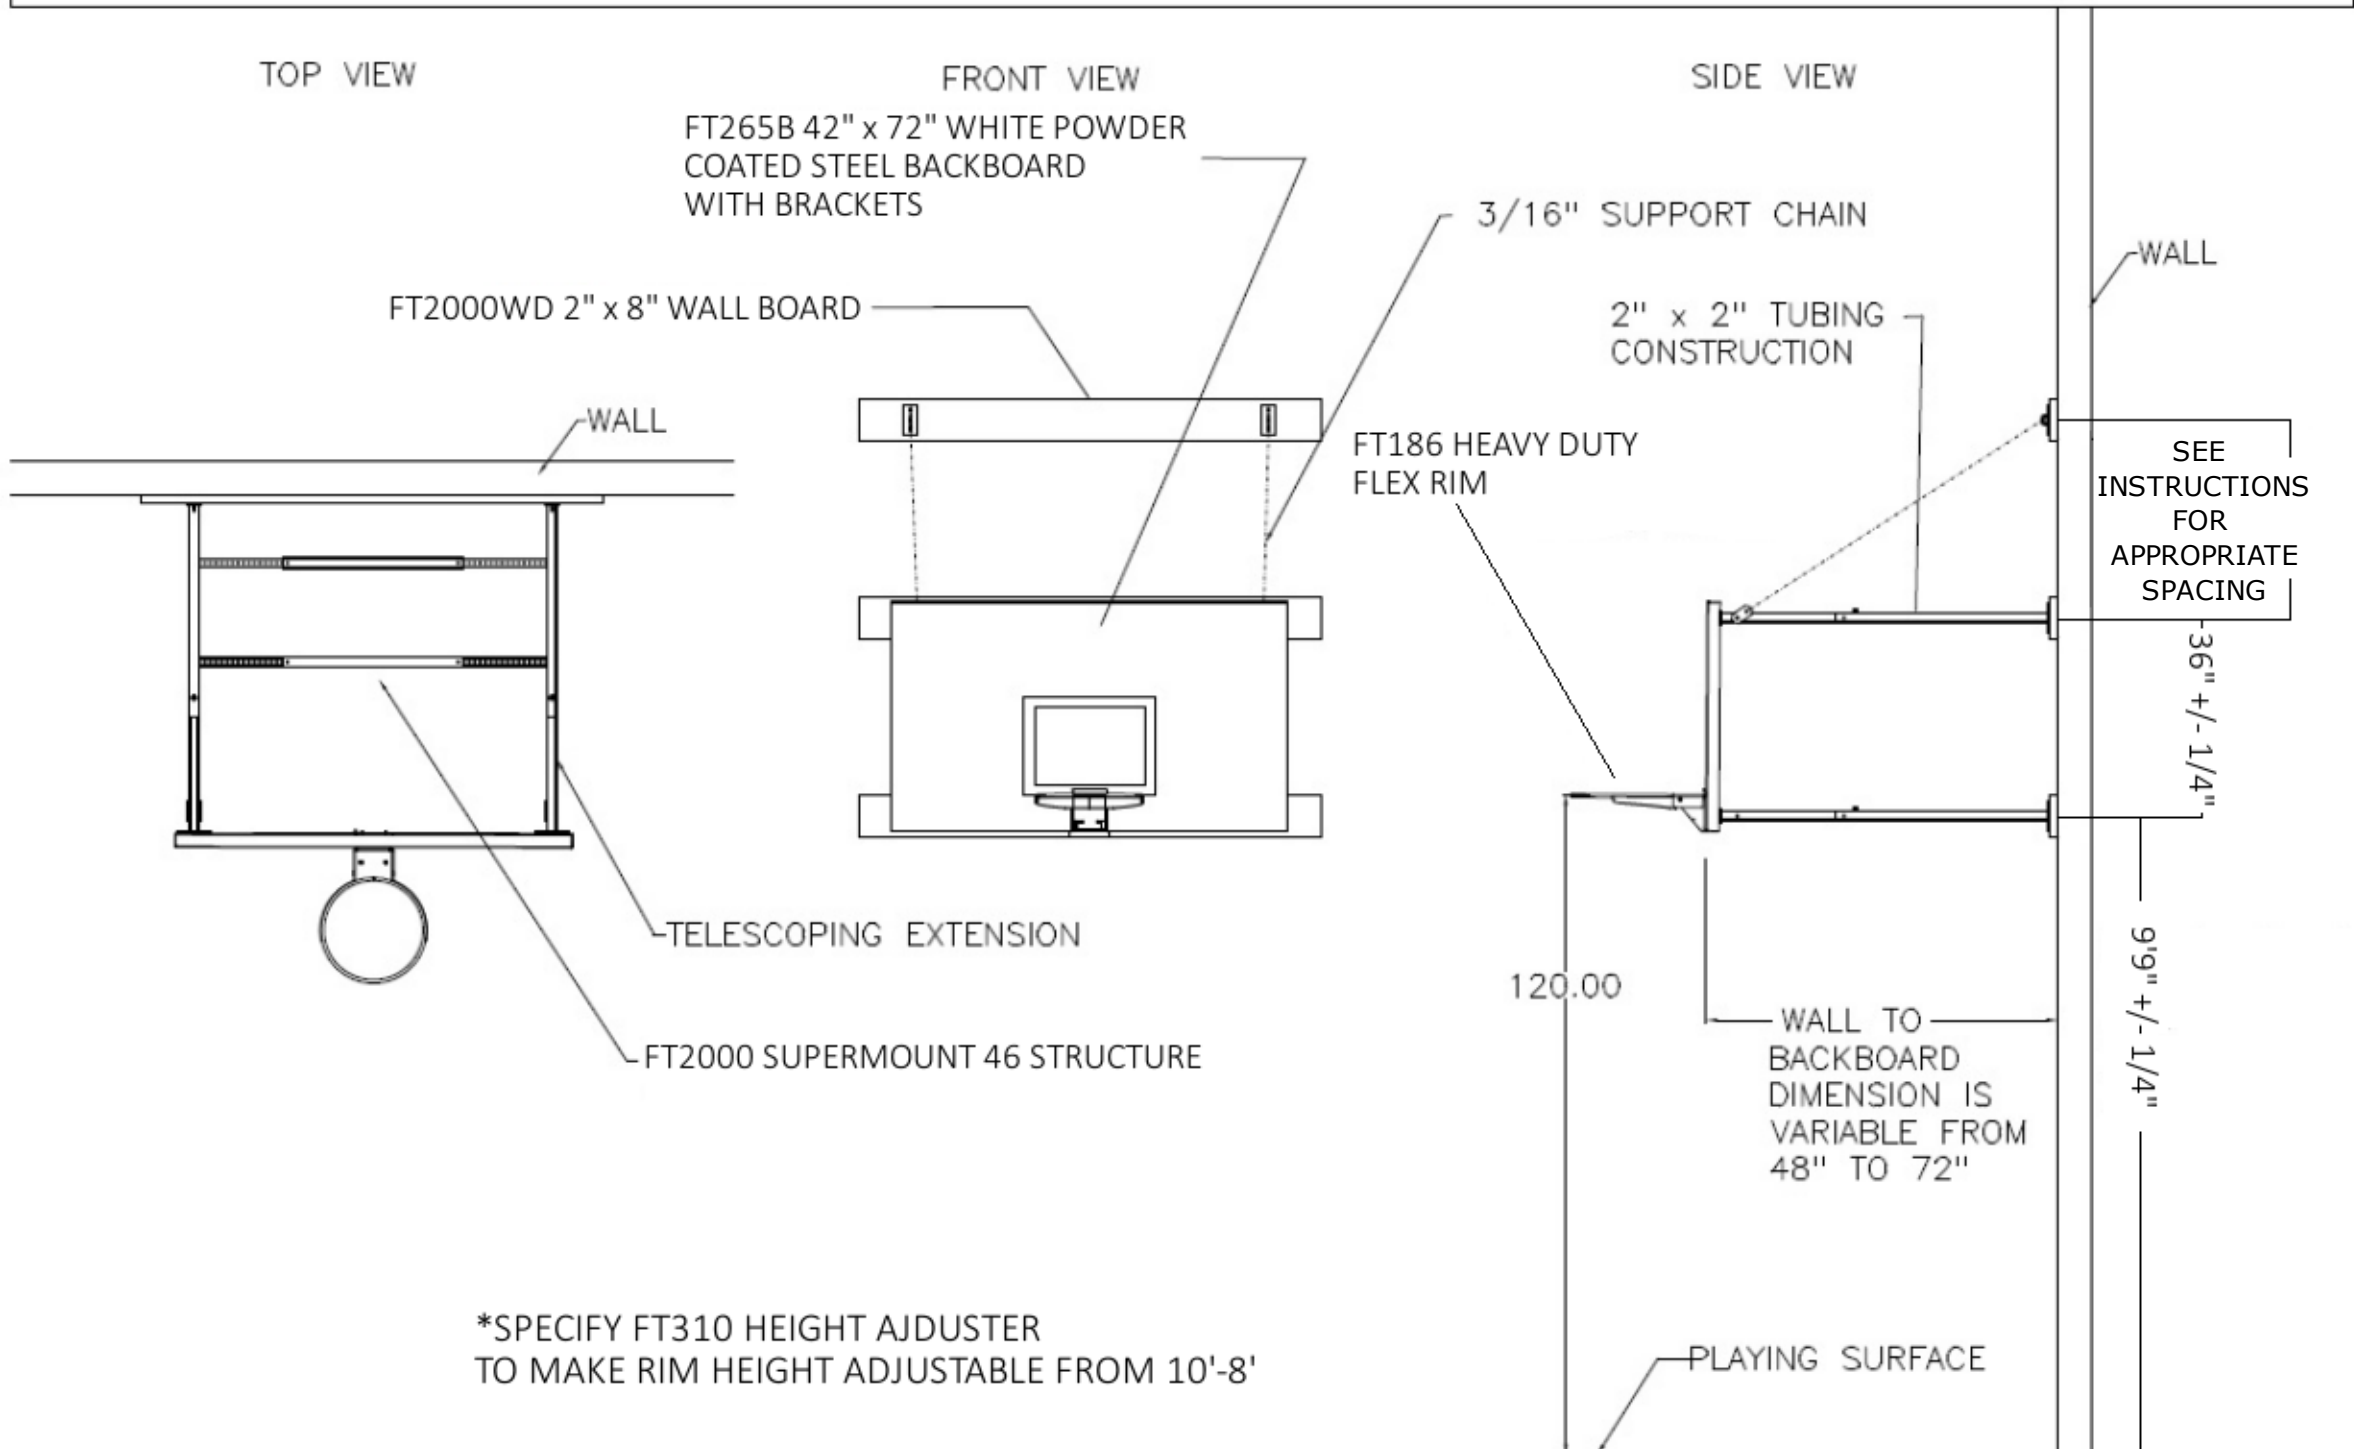 TOP VIEW
FRONT VIEW
SIDE VIEW
FT265B 42" x 72" WHITE POWDER
COATED STEEL BACKBOARD
WITH BRACKETS
3/16" SUPPORT CHAIN
WALL
FT2000WD 2" x 8" WALL BOARD
2" x 2" TUBING
CONSTRUCTION
WALL
FT186 HEAVY DUTY
FLEX RIM
SEE
INSTRUCTIONS
FOR
APPROPRIATE
SPACING
36" +/- 1/4"
TELESCOPING EXTENSION
120.00
9'9" +/- 1/4"
WALL TO
BACKBOARD
DIMENSION IS
VARIABLE FROM
48" TO 72"
FT2000 SUPERMOUNT 46 STRUCTURE
*SPECIFY FT310 HEIGHT AJDUSTER
TO MAKE RIM HEIGHT ADJUSTABLE FROM 10'-8'
PLAYING SURFACE